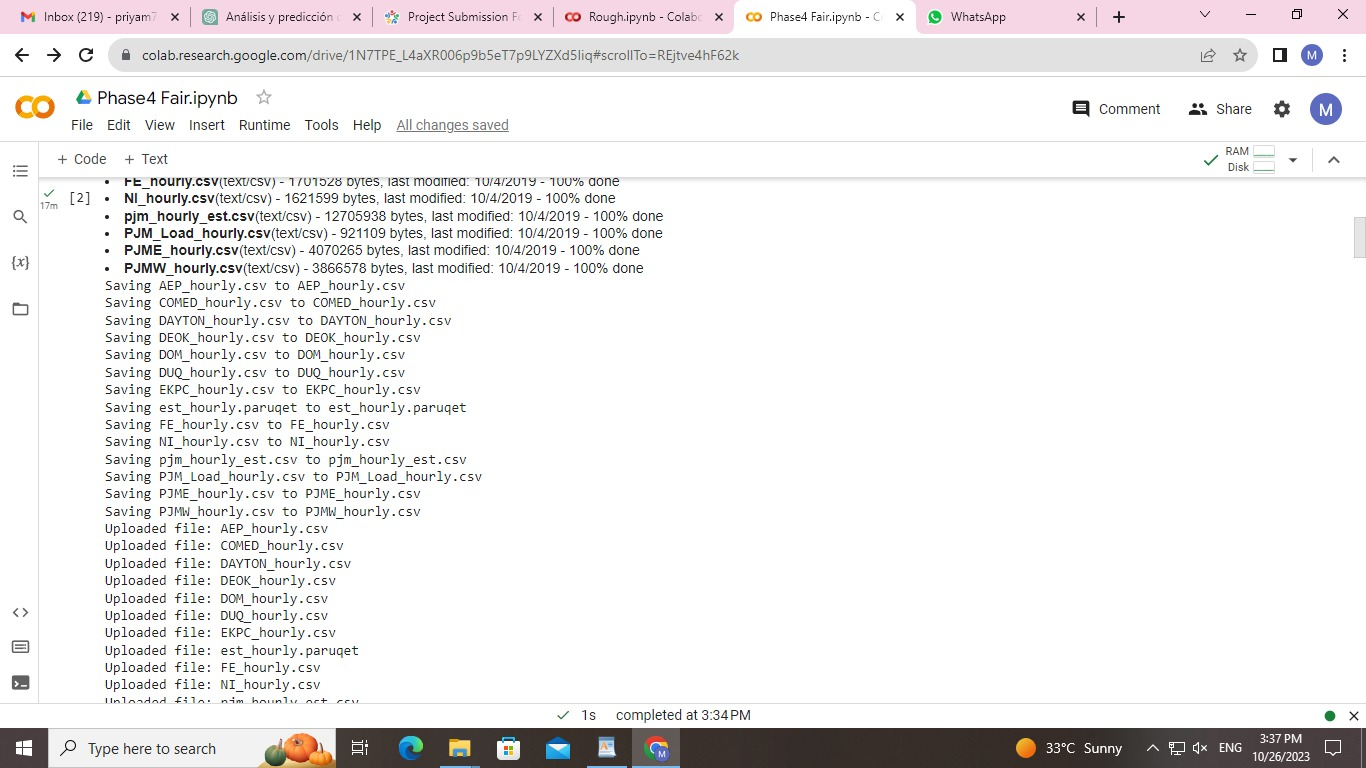 Inbox (219) - priyam7
Análisis y predicción d
Project Submission Fo
Rough.ipynb - Colabo
Phase4 Fair.ipynb - Co
WhatsApp
colab.research.google.com/drive/1N7TPE_L4aXR006p9b5eT7p9LYZXd5Iiq#scrollTo=REjtve4hF62k
M
CO
Phase4 Fair.ipynb
Comment
Share
M
File Edit View Insert Runtime Tools Help All changes saved
+ Code + Text
RAM
Disk
FE_hourly.csv(text/csv) - 1701528 bytes, last modified: 10/4/2019 - 100% done
17m
[2]
NI_hourly.csv(text/csv) - 1621599 bytes, last modified: 10/4/2019 - 100% done
pjm_hourly_est.csv(text/csv) - 12705938 bytes, last modified: 10/4/2019 - 100% done
PJM_Load_hourly.csv(text/csv) - 921109 bytes, last modified: 10/4/2019 - 100% done
PJME_hourly.csv(text/csv) - 4070265 bytes, last modified: 10/4/2019 - 100% done
PJMW_hourly.csv(text/csv) - 3866578 bytes, last modified: 10/4/2019 - 100% done
Saving AEP_hourly.csv to AEP_hourly.csv
Saving COMED_hourly.csv to COMED_hourly.csv
Saving DAYTON_hourly.csv to DAYTON_hourly.csv
Saving DEOK_hourly.csv to DEOK_hourly.csv
Saving DOM_hourly.csv to DOM_hourly.csv
Saving DUQ_hourly.csv to DUQ_hourly.csv
Saving EKPC_hourly.csv to EKPC_hourly.csv
Saving est_hourly.paruqet to est_hourly.paruqet
Saving FE_hourly.csv to FE_hourly.csv
Saving NI_hourly.csv to NI_hourly.csv
Saving pjm_hourly_est.csv to pjm_hourly_est.csv
Saving PJM_Load_hourly.csv to PJM_Load_hourly.csv
Saving PJME_hourly.csv to PJME_hourly.csv
Saving PJMW_hourly.csv to PJMW_hourly.csv
Uploaded file: AEP_hourly.csv
Uploaded file: COMED_hourly.csv
Uploaded file: DAYTON_hourly.csv
Uploaded file: DEOK_hourly.csv
Uploaded file: DOM_hourly.csv
Uploaded file: DUQ_hourly.csv
Uploaded file: EKPC_hourly.csv
Uploaded file: est_hourly.paruqet
Uploaded file: FE_hourly.csv
Uploaded file: NI_hourly.csv
Uploaded file: pjm_hourly_est.csv
1s completed at 3:34 PM
Type here to search
33°C Sunny
ENG
3:37 PM
10/26/2023